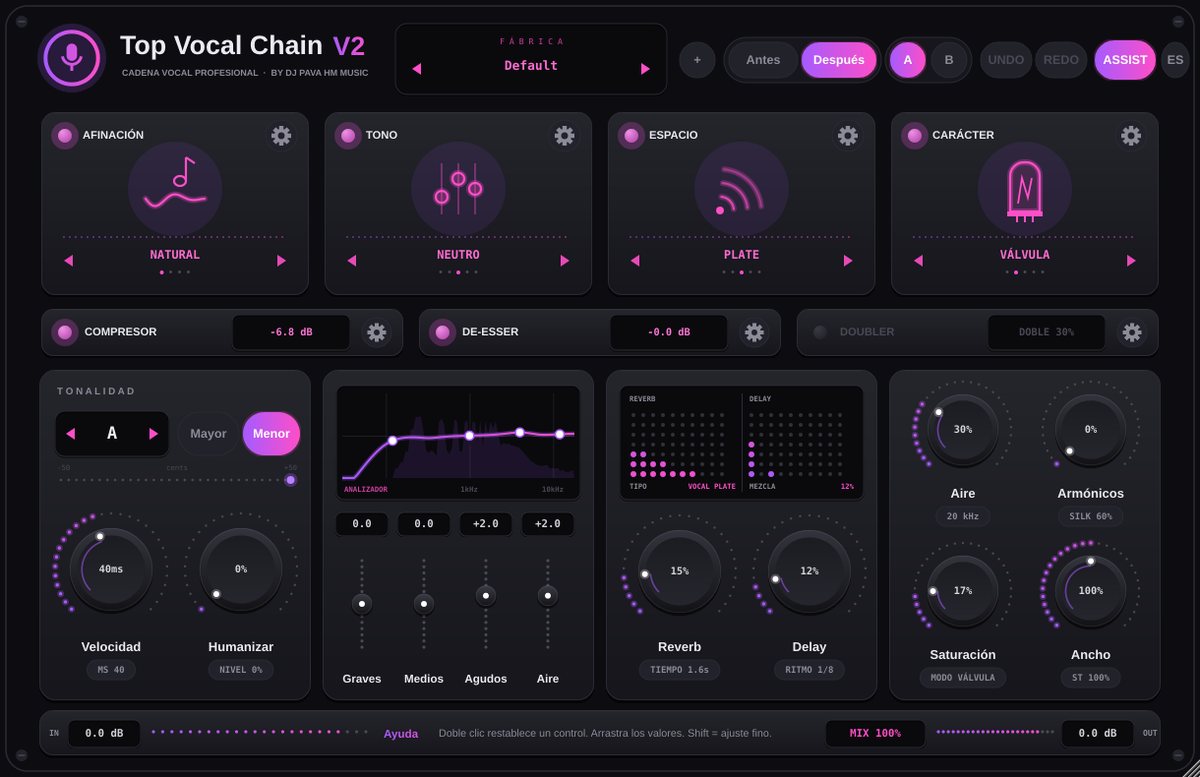 Top Vocal Chain V2
CADENA VOCAL PROFESIONAL · BY DJ PAVA HM MUSIC
FÁBRICA
Default
+
Antes
Después
A
B
UNDO
REDO
ASSIST
ES
AFINACIÓN
NATURAL
TONO
NEUTRO
ESPACIO
PLATE
CARÁCTER
VÁLVULA
COMPRESOR
-6.8 dB
DE-ESSER
-0.0 dB
DOUBLER
DOBLE 30%
TONALIDAD
A
Mayor
Menor
-50 cents +50
40ms
0%
Velocidad
Humanizar
MS 40
NIVEL 0%
ANALIZADOR 1kHz 10kHz
0.0
0.0
+2.0
+2.0
Graves
Medios
Agudos
Aire
REVERB
DELAY
TIPO VOCAL PLATE
MEZCLA 12%
15%
12%
Reverb
Delay
TIEMPO 1.6s
RITMO 1/8
30%
0%
Aire
Armónicos
20 kHz
SILK 60%
17%
100%
Saturación
Ancho
MODO VÁLVULA
ST 100%
IN
0.0 dB
Ayuda
Doble clic restablece un control. Arrastra los valores. Shift = ajuste fino.
MIX 100%
0.0 dB
OUT